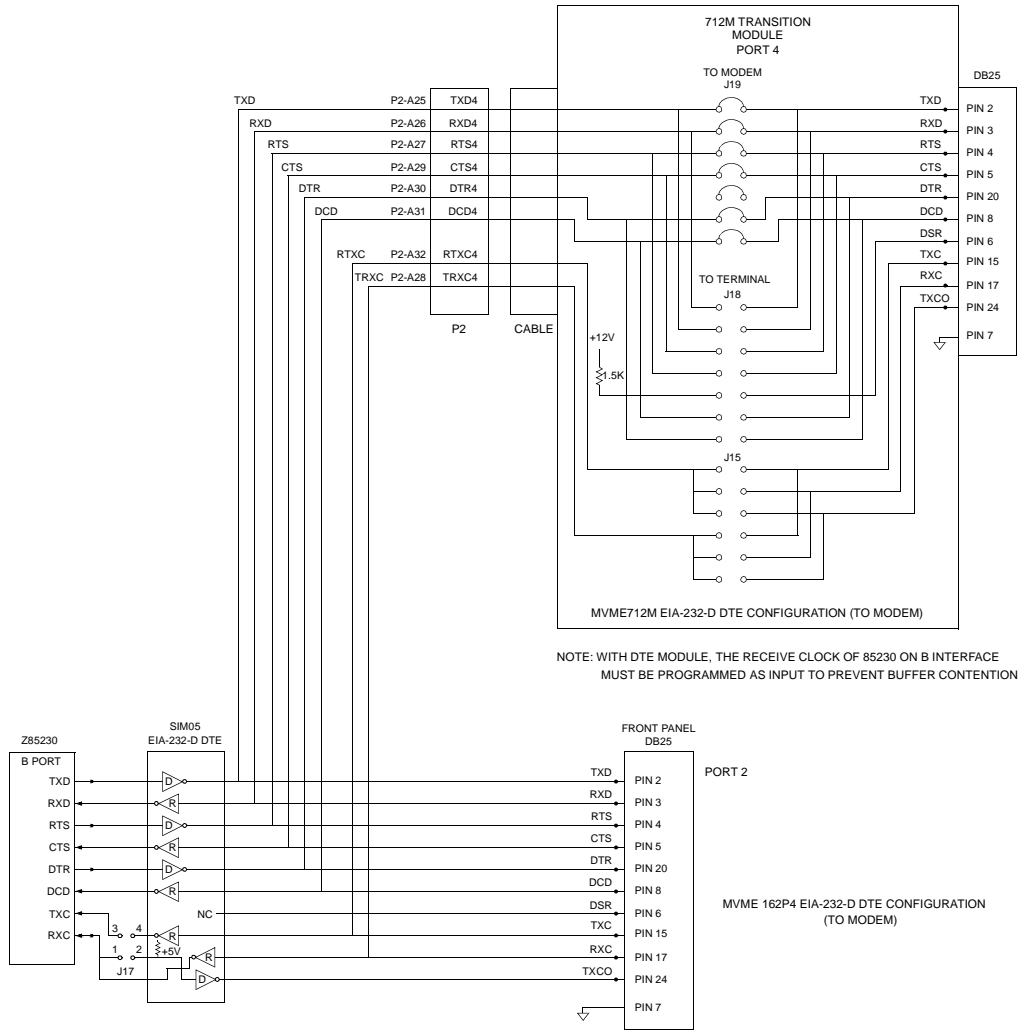 712M TRANSITION
MODULE
PORT 4
TO MODEM
J19
DB25
TXD P2-A25 TXD4 TXD PIN 2
RXD P2-A26 RXD4 RXD PIN 3
RTS P2-A27 RTS4 RTS PIN 4
CTS P2-A29 CTS4 CTS PIN 5
DTR P2-A30 DTR4 DTR PIN 20
DCD P2-A31 DCD4 DCD PIN 8
DSR PIN 6
RTXC P2-A32 RTXC4 TXC PIN 15
TRXC P2-A28 TRXC4 RXC PIN 17
TO TERMINAL
J18
TXCO PIN 24
P2 CABLE
+12V
PIN 7
1.5K
J15
MVME712M EIA-232-D DTE CONFIGURATION (TO MODEM)
NOTE: WITH DTE MODULE, THE RECEIVE CLOCK OF 85230 ON B INTERFACE
MUST BE PROGRAMMED AS INPUT TO PREVENT BUFFER CONTENTION
SIM05
EIA-232-D DTE
FRONT PANEL
DB25
Z85230
B PORT
PORT 2
TXD D TXD PIN 2
RXD R RXD PIN 3
RTS D RTS PIN 4
CTS R CTS PIN 5
DTR D DTR PIN 20
DCD R DCD PIN 8
TXC NC DSR PIN 6
RXC 3 4 R TXC PIN 15
1 2 +5V R RXC PIN 17
J17 D TXCO PIN 24
PIN 7
MVME 162P4 EIA-232-D DTE CONFIGURATION
(TO MODEM)